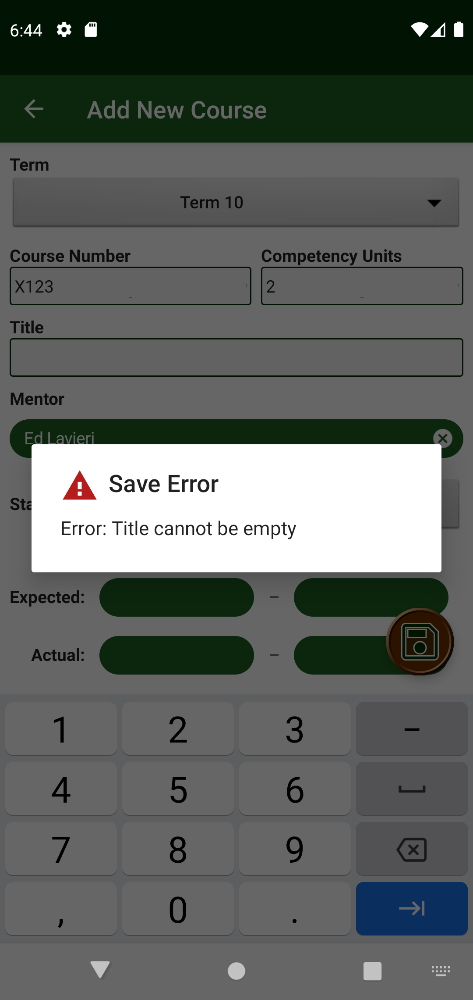 6:44
Add New Course
Term
Term 10
Course Number Competency Units
X123 2
Title
Mentor
Ed Lavieri
Save Error
Error: Title cannot be empty
Expected: –
Actual: –
1 2 3 –
4 5 6
7 8 9
, 0 .